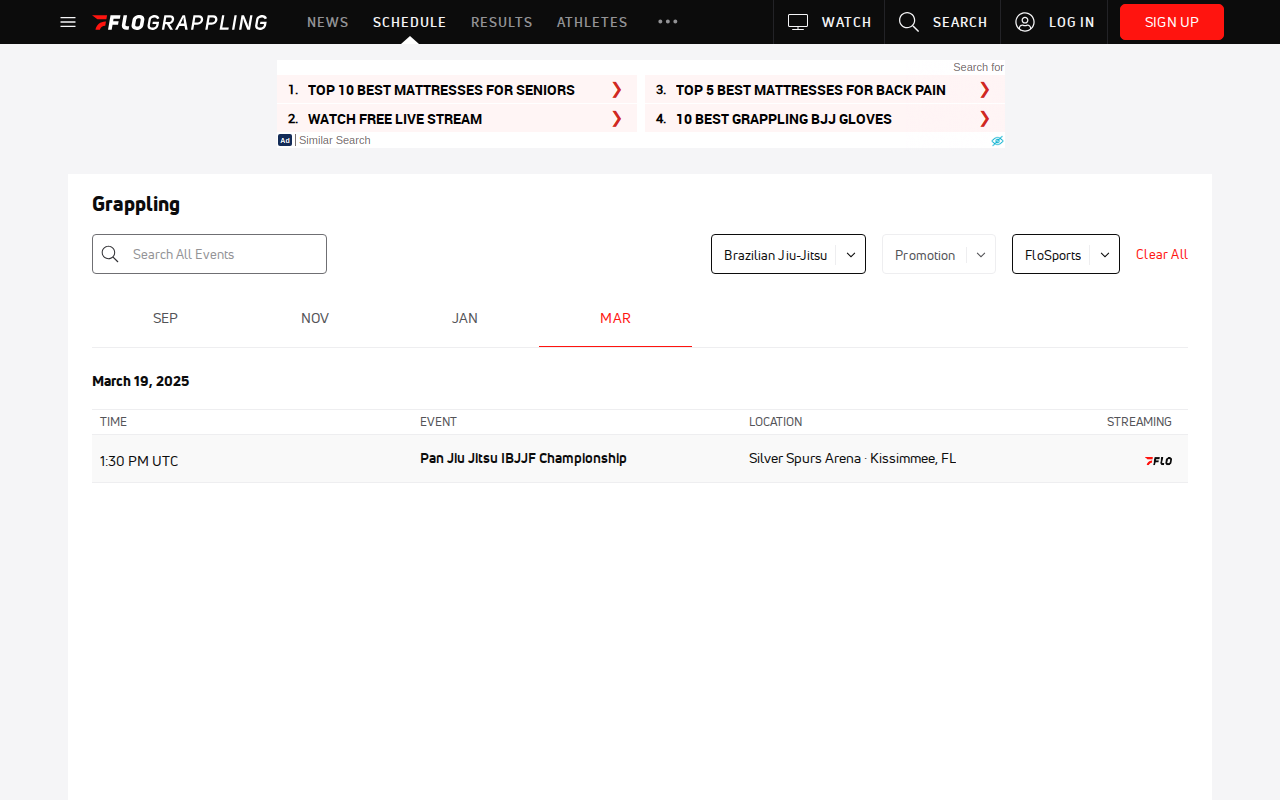 FLOGRAPPLING NEWS SCHEDULE RESULTS ATHLETES ••• WATCH SEARCH LOG IN SIGN UP
Search for
1. TOP 10 BEST MATTRESSES FOR SENIORS ❯
2. WATCH FREE LIVE STREAM ❯
3. TOP 5 BEST MATTRESSES FOR BACK PAIN ❯
4. 10 BEST GRAPPLING BJJ GLOVES ❯
Ad | Similar Search
Grappling
Search All Events
Brazilian Jiu-Jitsu
Promotion
FloSports
Clear All
SEP NOV JAN MAR
March 19, 2025
TIME EVENT LOCATION STREAMING
1:30 PM UTC Pan Jiu Jitsu IBJJF Championship Silver Spurs Arena · Kissimmee, FL FLO